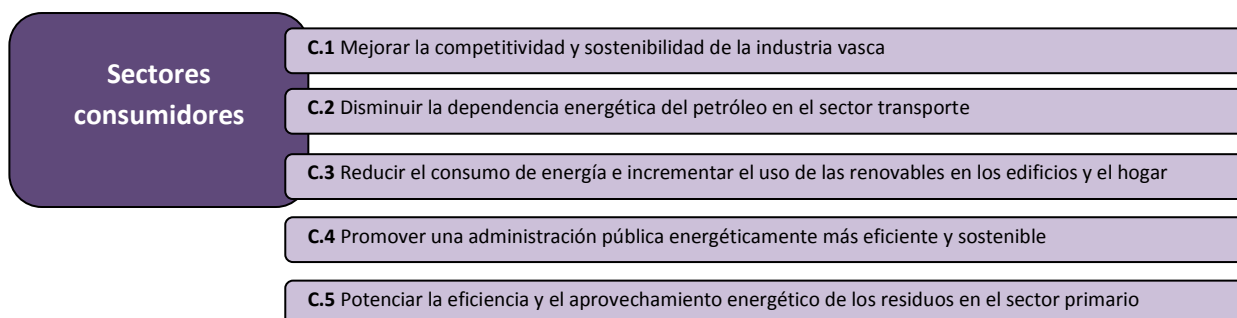 Sectores
consumidores
C.1 Mejorar la competitividad y sostenibilidad de la industria vasca
C.2 Disminuir la dependencia energética del petróleo en el sector transporte
C.3 Reducir el consumo de energía e incrementar el uso de las renovables en los edificios y el hogar
C.4 Promover una administración pública energéticamente más eficiente y sostenible
C.5 Potenciar la eficiencia y el aprovechamiento energético de los residuos en el sector primario